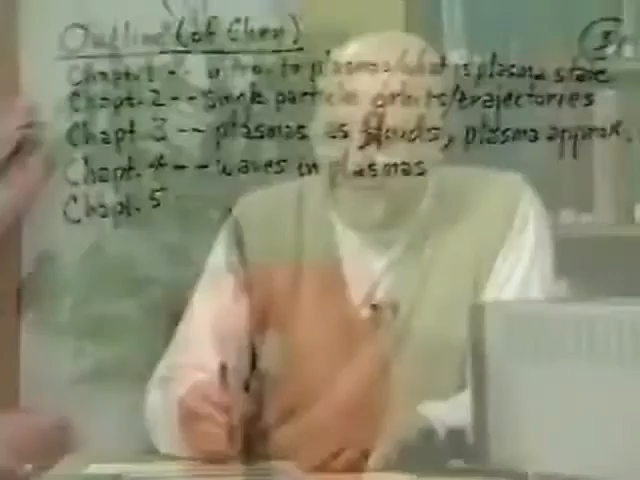 Outline (of Chen)
Chapt. 1 -- intro. to plasmas/what is plasma state
Chapt. 2 -- Single particle orbits/trajectories
Chapt. 3 -- plasmas as fluids, plasma approx.
Chapt. 4 -- waves in plasmas
Chapt. 5